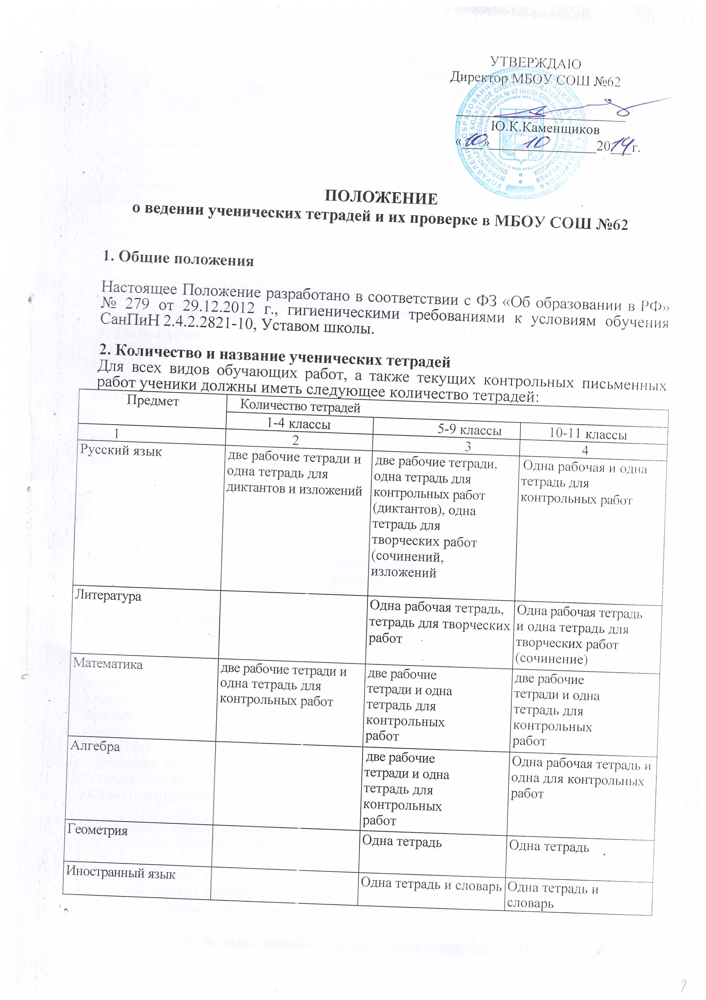 УТВЕРЖДАЮ
Директор МБОУ СОШ №62
Ю.К.Каменщиков
«10» 10 2014 г.
ПОЛОЖЕНИЕ
о ведении ученических тетрадей и их проверке в МБОУ СОШ №62
1. Общие положения
Настоящее Положение разработано в соответствии с ФЗ «Об образовании в РФ»
№ 279 от 29.12.2012 г., гигиеническими требованиями к условиям обучения
СанПиН 2.4.2.2821-10, Уставом школы.
2. Количество и название ученических тетрадей
Для всех видов обучающих работ, а также текущих контрольных письменных
работ ученики должны иметь следующее количество тетрадей:
Предмет
Количество тетрадей
1-4 классы
5-9 классы
10-11 классы
1
2
3
4
Русский язык
две рабочие тетради и
одна тетрадь для
диктантов и изложений
две рабочие тетради,
одна тетрадь для
контрольных работ
(диктантов), одна
тетрадь для
творческих работ
(сочинений,
изложений
Одна рабочая и одна
тетрадь для
контрольных работ
Литература
Одна рабочая тетрадь,
тетрадь для творческих
работ
Одна рабочая тетрадь
и одна тетрадь для
творческих работ
(сочинение)
Математика
две рабочие тетради и
одна тетрадь для
контрольных работ
две рабочие
тетради и одна
тетрадь для
контрольных
работ
две рабочие
тетради и одна
тетрадь для
контрольных
работ
Алгебра
две рабочие
тетради и одна
тетрадь для
контрольных
работ
Одна рабочая тетрадь и
одна для контрольных
работ
Геометрия
Одна тетрадь
Одна тетрадь
Иностранный язык
Одна тетрадь и словарь
Одна тетрадь и
словарь